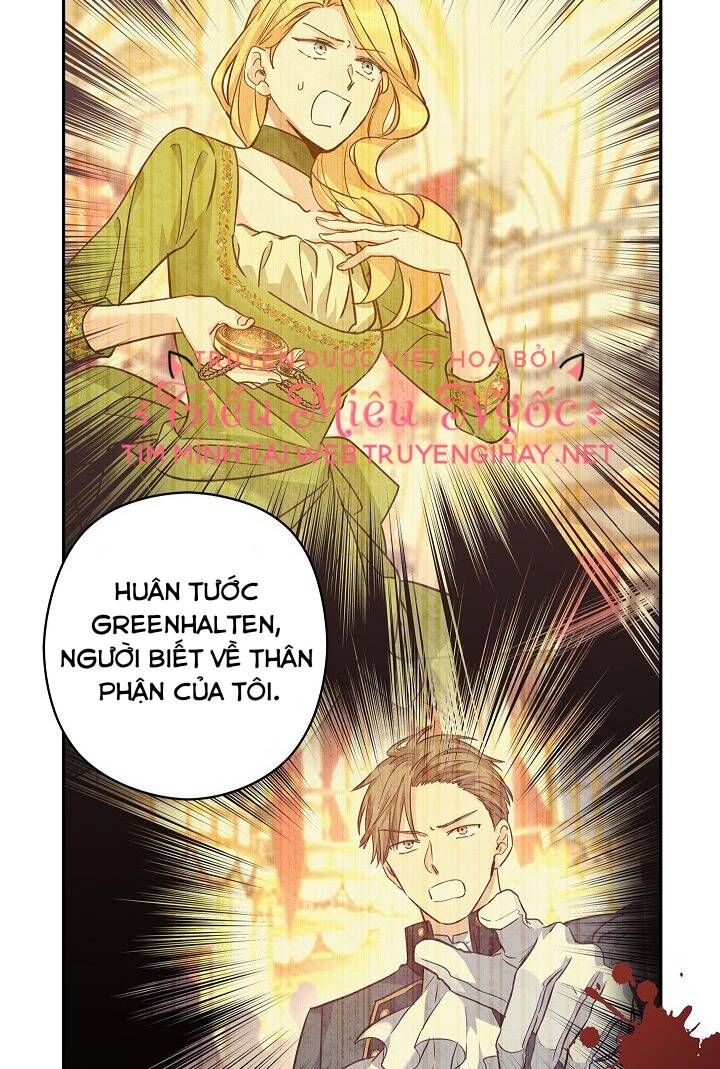 TRUYỆN ĐƯỢC VIỆT HOÁ BỞI
Tiểu Miêu Ngốc
TÌM MÌNH TẠI WEB TRUYENGIHAY.NET
HUÂN TƯỚC
GREENHALTEN,
NGƯỜI BIẾT VỀ THÂN
PHẬN CỦA TÔI.